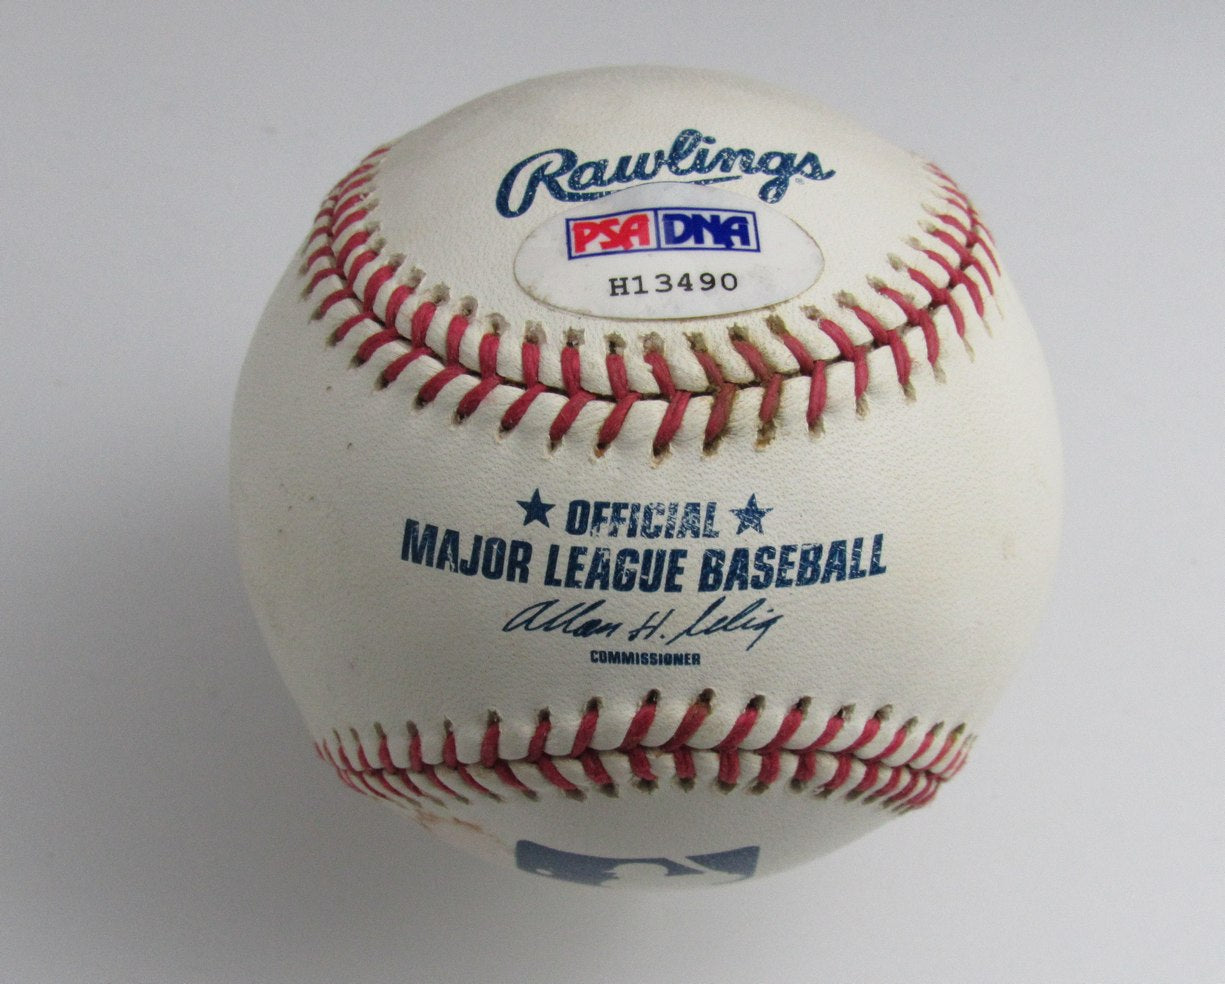 Rawlings
PSA DNA
H13490
OFFICIAL
MAJOR LEAGUE BASEBALL
Allan H. Selig
COMMISSIONER